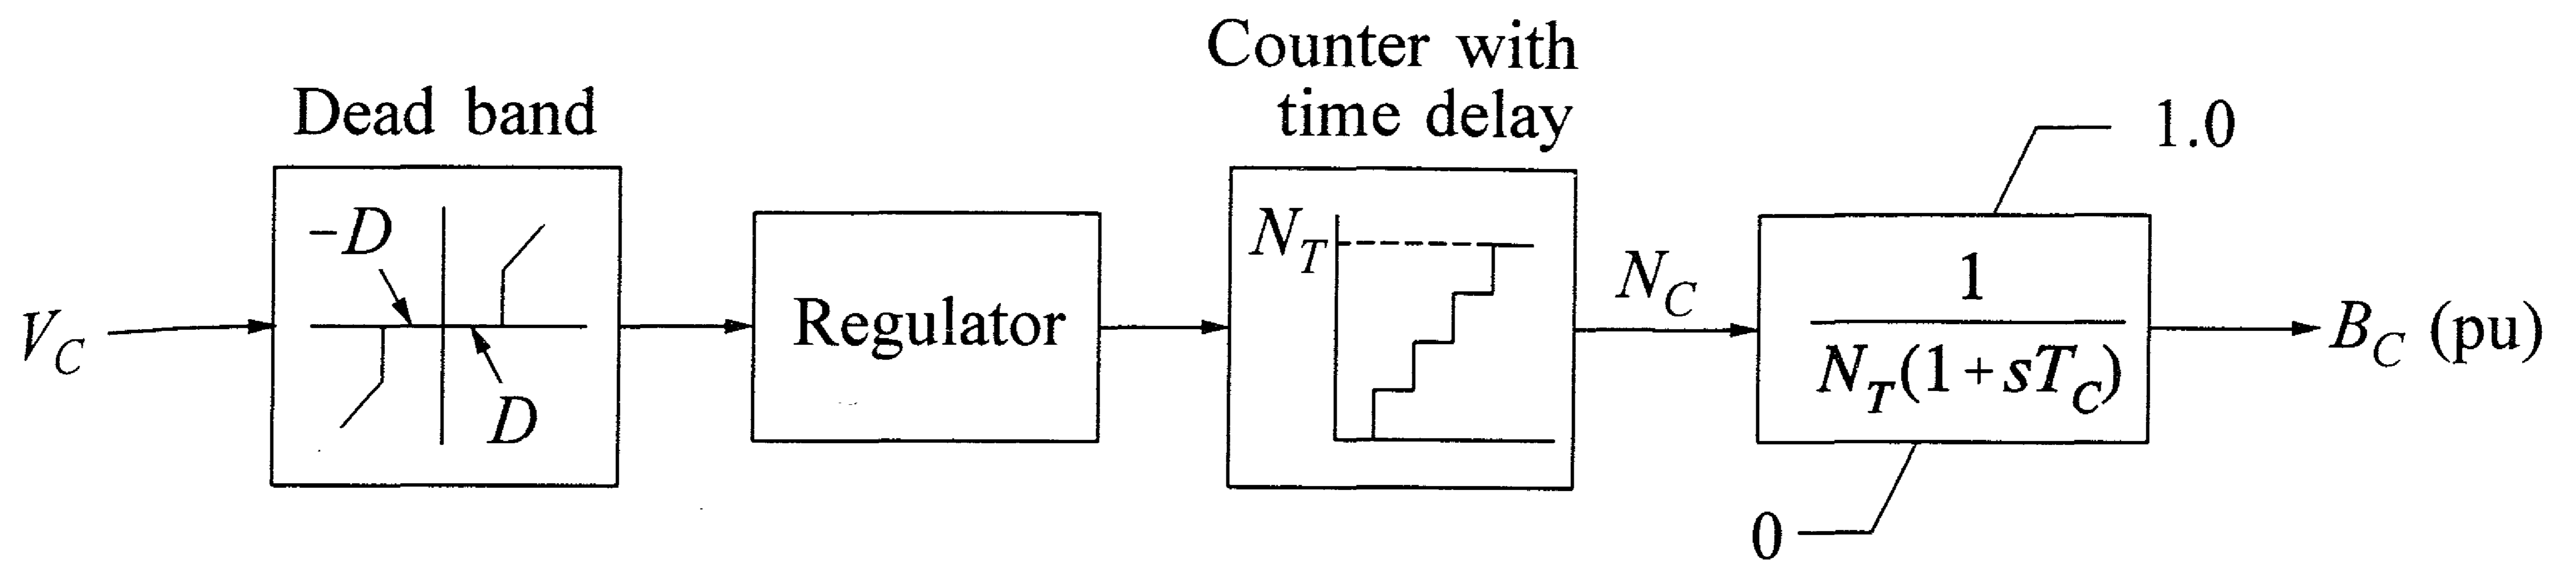 Counter with
time delay
Dead band
1.0
-D
N_T
N_C
1
V_C
Regulator
B_C (pu)
N_T(1+sT_C)
D
0